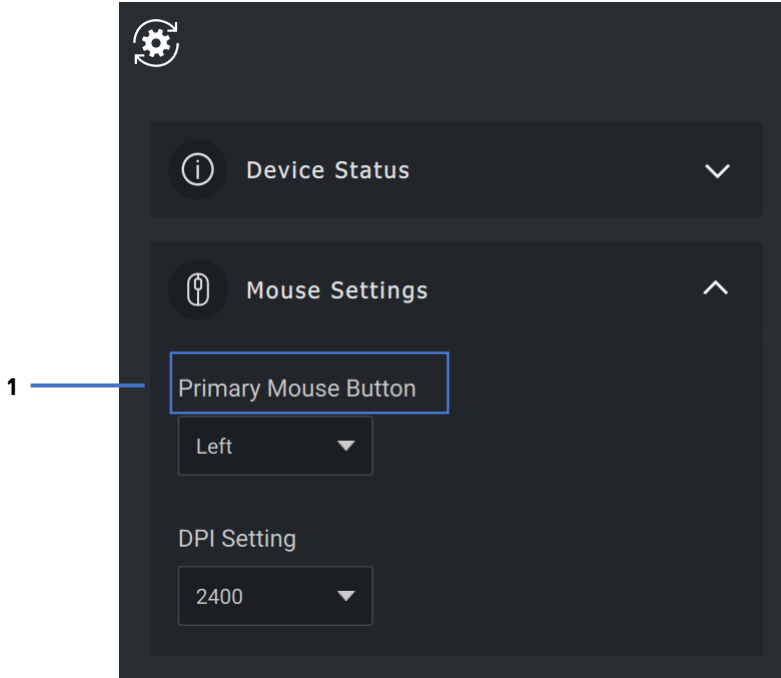 Device Status
Mouse Settings
1
Primary Mouse Button
Left
DPI Setting
2400